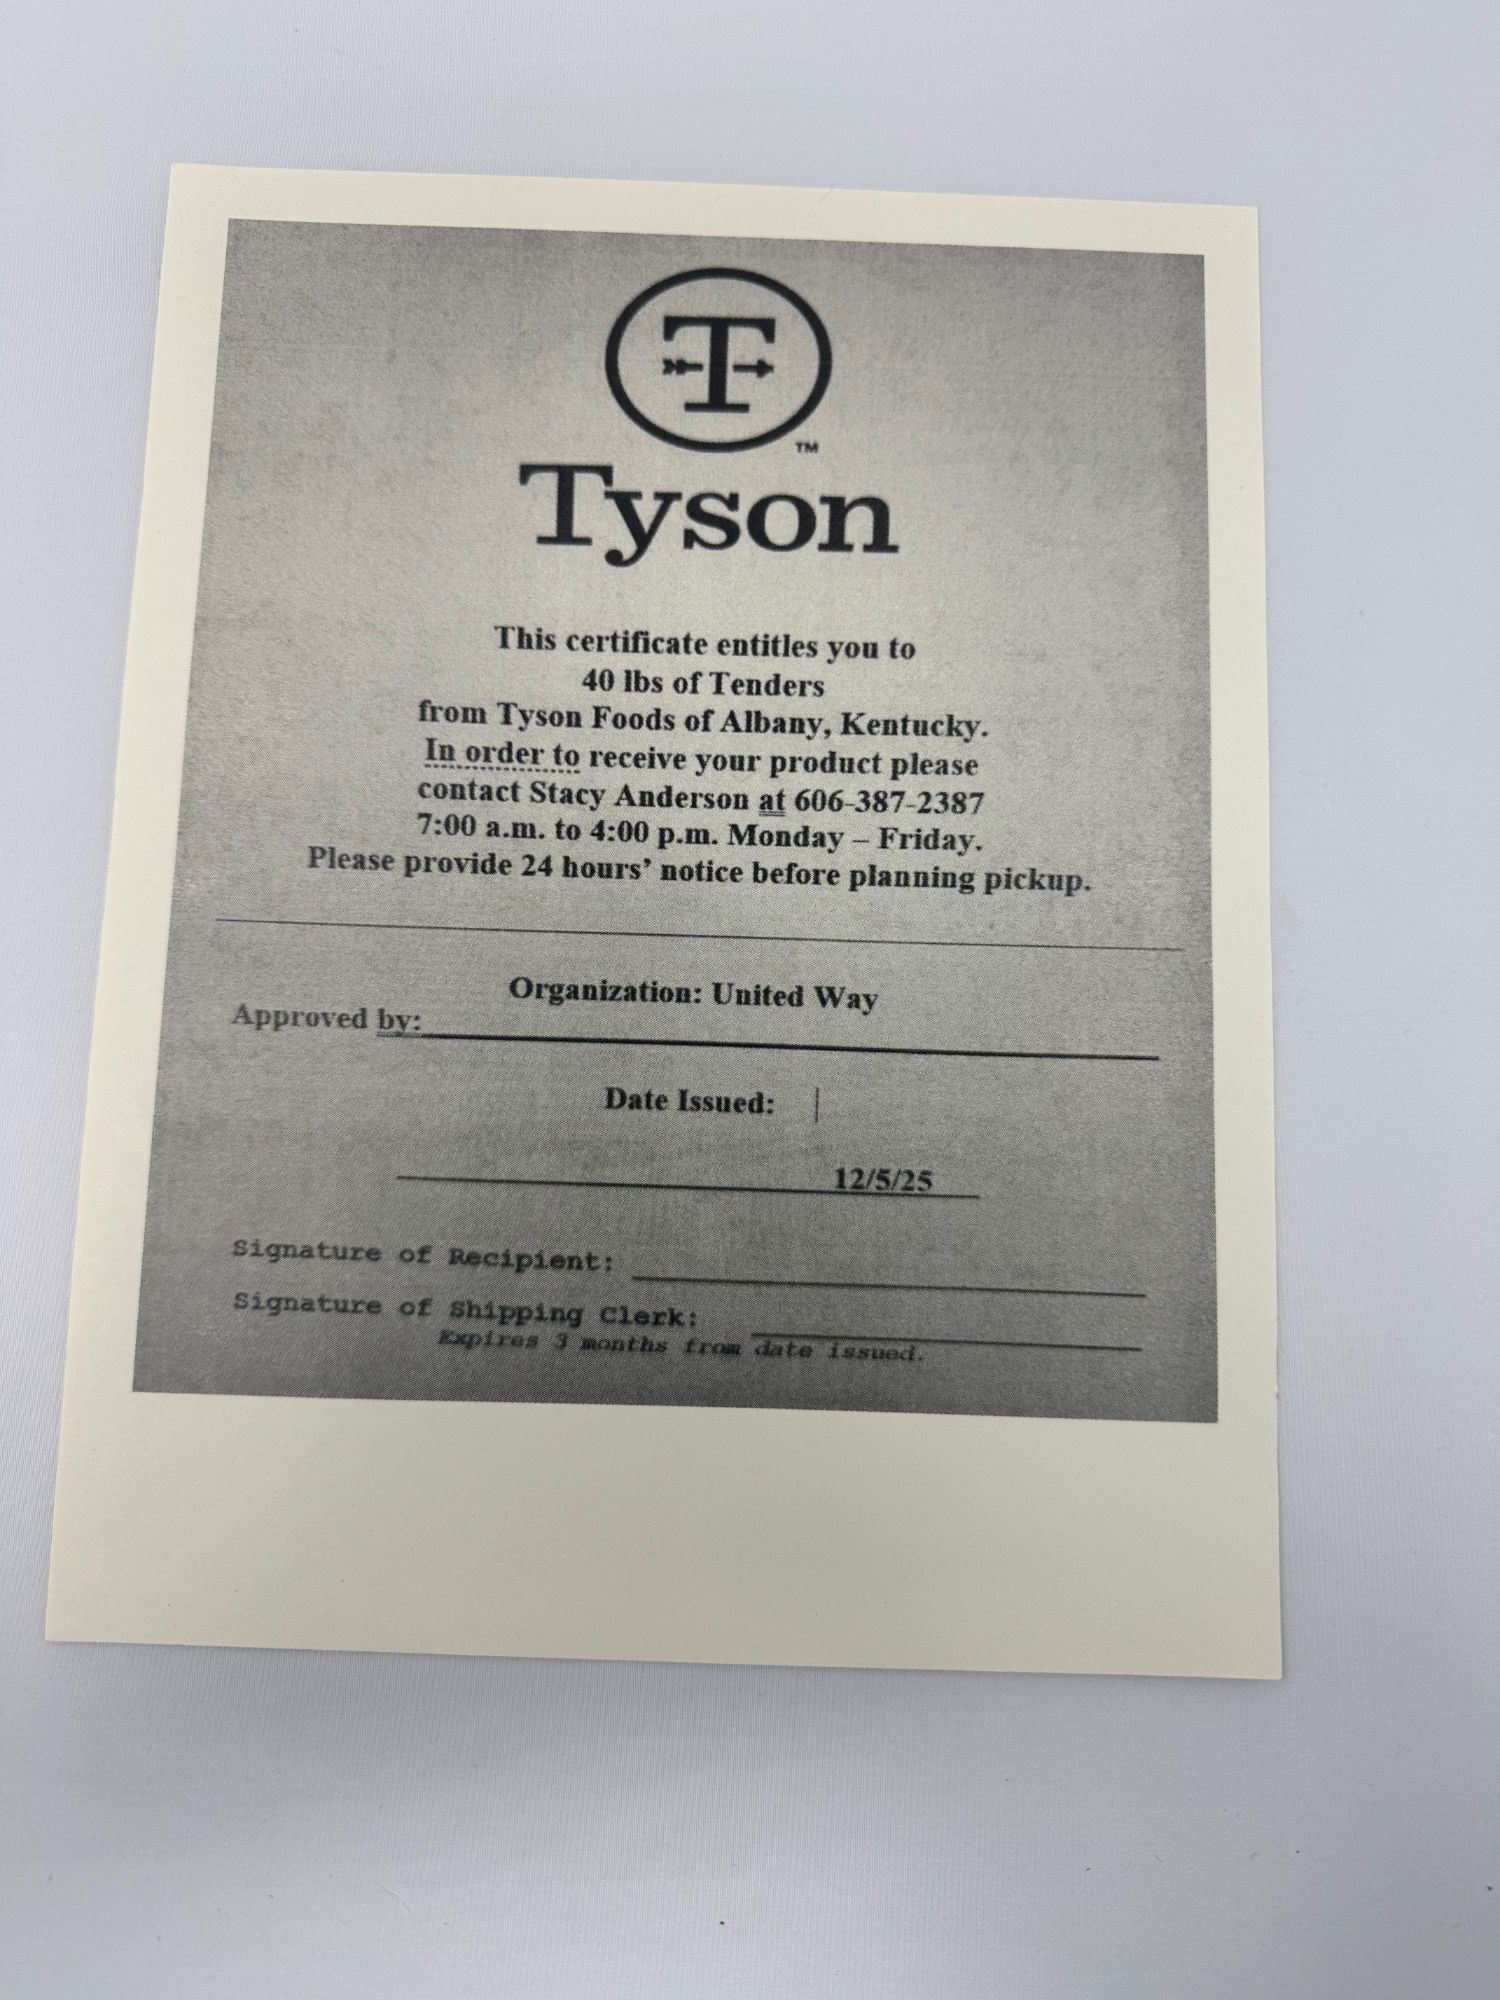 T
TM
Tyson
This certificate entitles you to
40 lbs of Tenders
from Tyson Foods of Albany, Kentucky.
In order to receive your product please
contact Stacy Anderson at 606-387-2387
7:00 a.m. to 4:00 p.m. Monday – Friday.
Please provide 24 hours’ notice before planning pickup.
Organization: United Way
Approved by:
Date Issued:
12/5/25
Signature of Recipient:
Signature of Shipping Clerk:
Expires 3 months from date issued.